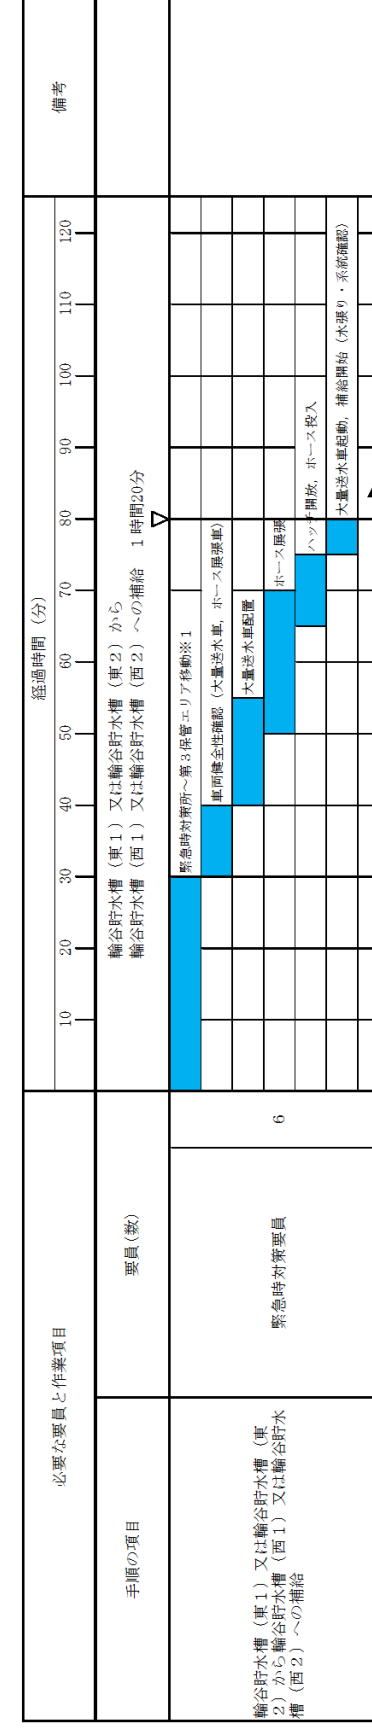 必要な要員と作業項目
経過時間（分）
備考
手順の項目
要員(数)
10 20 30 40 50 60 70 80 90 100 110 120
輪谷貯水槽（東１）又は輪谷貯水槽（東２）から
輪谷貯水槽（西１）又は輪谷貯水槽（西２）への補給　１時間20分
輪谷貯水槽（東１）又は輪谷貯水槽（東
２）から輪谷貯水槽（西１）又は輪谷貯水
槽（西２）への補給
緊急時対策要員
6
緊急時対策所～第３保管エリア移動※１
車両健全性確認（大量送水車，ホース展張車）
大量送水車配置
ホース展張
ハッチ開放，ホース投入
大量送水車起動，補給開始（水張り・系統確認）